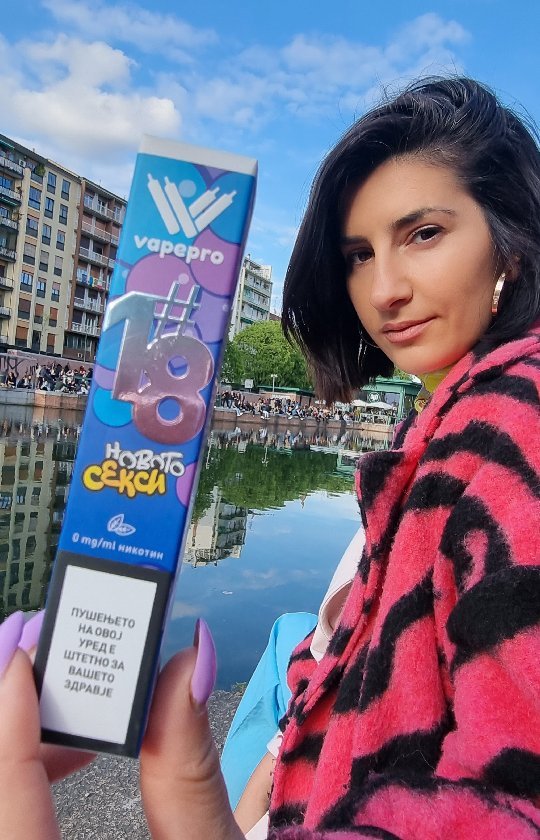 vapepro
#18
НОВОТО
СЕКСИ
0 mg/ml НИКОТИН
ПУШЕЊЕТО
НА ОВОЈ
УРЕД Е
ШТЕТНО ЗА
ВАШЕТО
ЗДРАВЈЕ